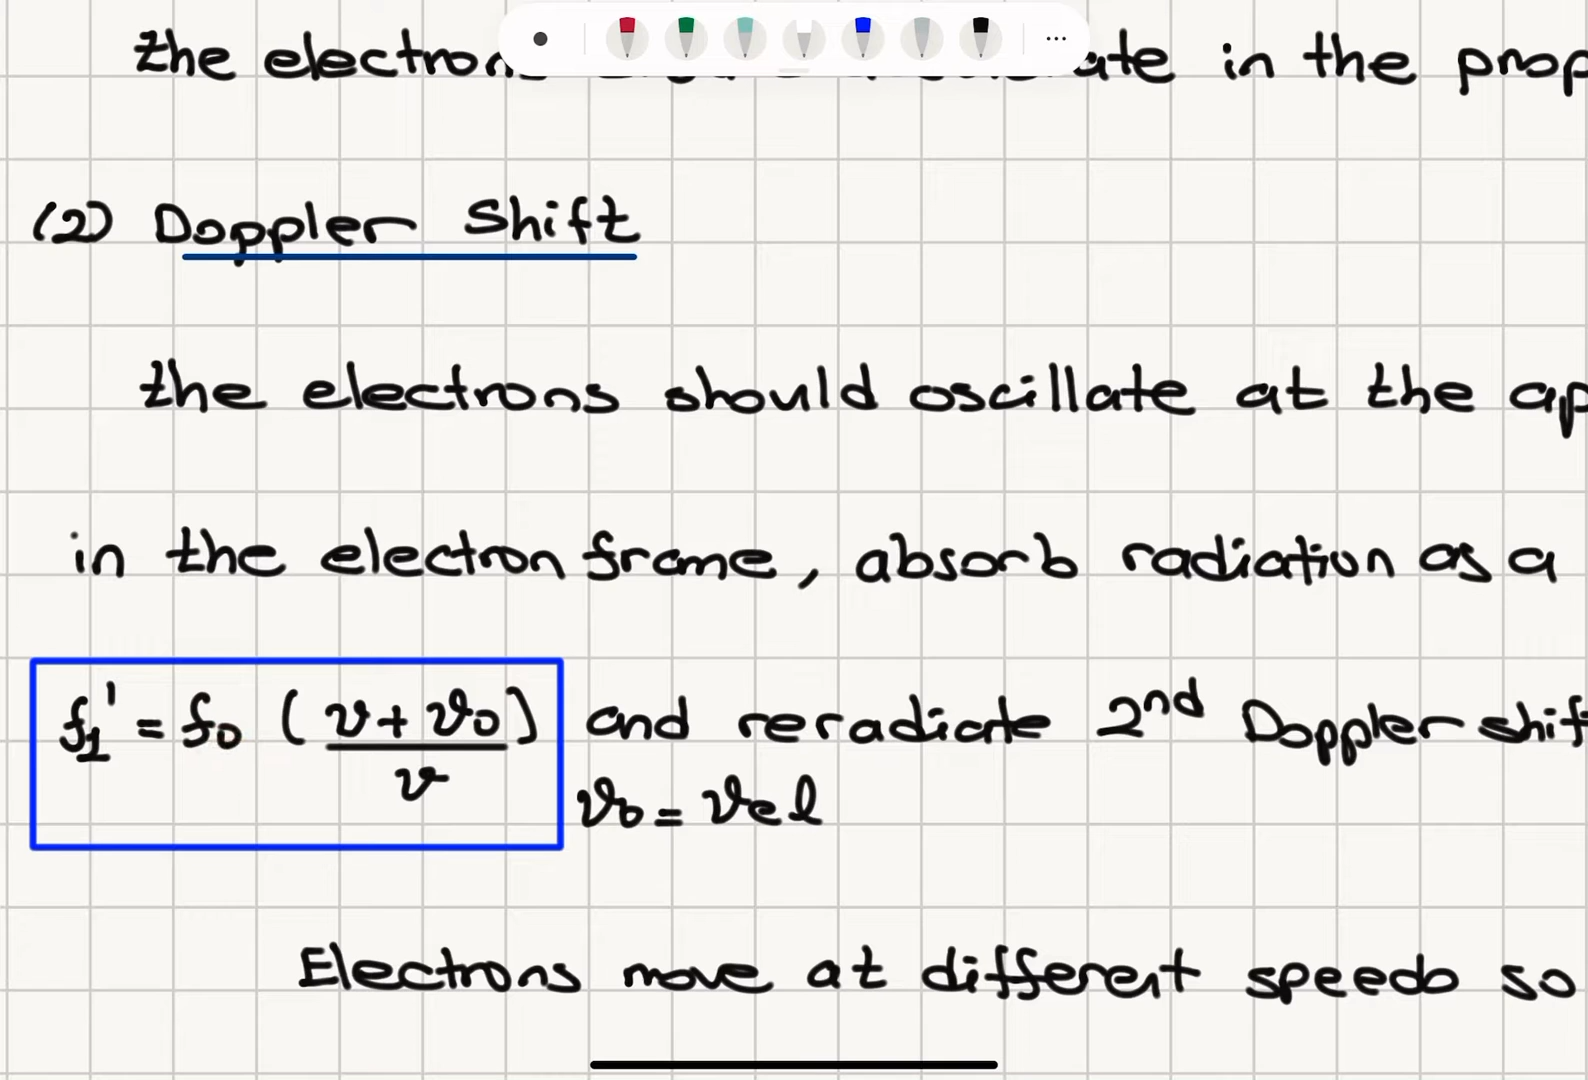 the electron ate in the prop
(2) Doppler Shift
the electrons should oscillate at the ap
in the electron frame, absorb radiation as a
f₁' = f₀ (v + v₀ / v) and reradiate 2nd Doppler shif
v₀ = vel
Electrons move at different speeds so